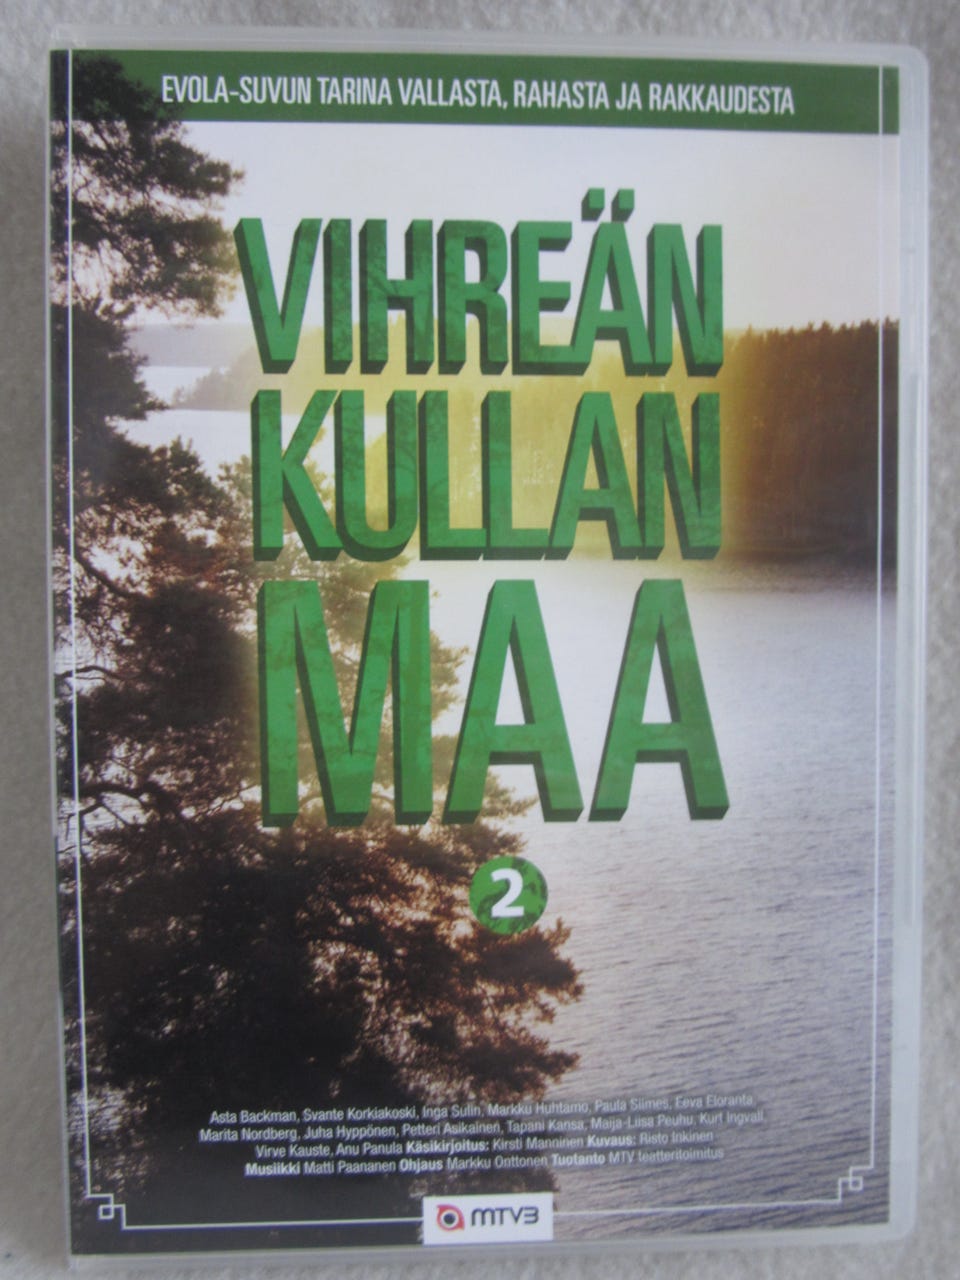 EVOLA-SUVUN TARINA VALLASTA, RAHASTA JA RAKKAUDESTA
VIHREÄN
KULLAN
MAA
2
Asta Backman, Svante Korkiakoski, Inga Sulin, Markku Huhtamo, Paula Siimes, Eeva Eloranta,
Marita Nordberg, Juha Hyppönen, Petteri Asikainen, Tapani Kansa, Maija-Liisa Peuhu, Kurt Ingvall,
Virve Kauste, Anu Panula Käsikirjoitus: Kirsti Manninen Kuvaus: Risto Inkinen
Musiikki Matti Paananen Ohjaus Markku Onttonen Tuotanto MTV teatteritoimitus
MTV3